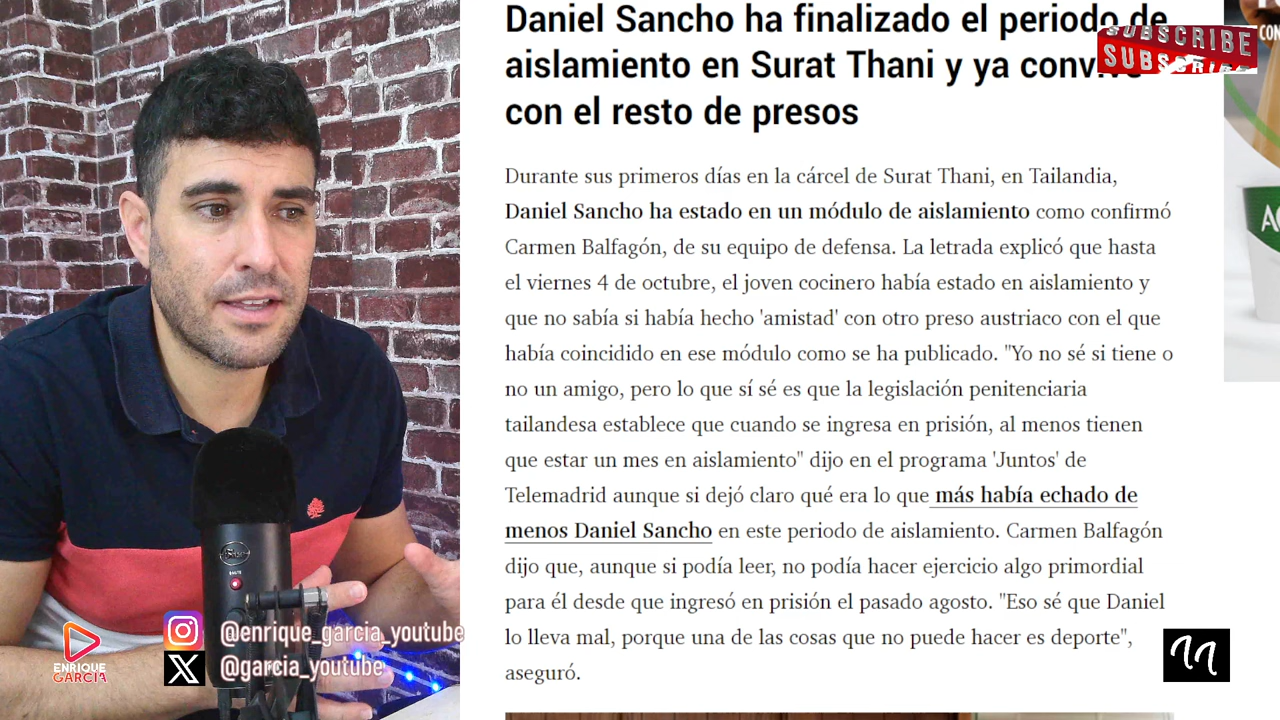 Daniel Sancho ha finalizado el periodo de
aislamiento en Surat Thani y ya
con el resto de presos
SUBSCRIBE
SUBSCRIBE
CON
Durante sus primeros días en la cárcel de Surat Thani, en Tailandia,
Daniel Sancho ha estado en un módulo de aislamiento como confirmó
Carmen Balfagón, de su equipo de defensa. La letrada explicó que hasta
el viernes 4 de octubre, el joven cocinero había estado en aislamiento y
que no sabía si había hecho 'amistad' con otro preso austriaco con el que
había coincidido en ese módulo como se ha publicado. "Yo no sé si tiene o
no un amigo, pero lo que sí sé es que la legislación penitenciaria
tailandesa establece que cuando se ingresa en prisión, al menos tienen
que estar un mes en aislamiento" dijo en el programa 'Juntos' de
Telemadrid aunque si dejó claro qué era lo que más había echado de
menos Daniel Sancho en este periodo de aislamiento. Carmen Balfagón
dijo que, aunque si podía leer, no podía hacer ejercicio algo primordial
para él desde que ingresó en prisión el pasado agosto. "Eso sé que Daniel
lo lleva mal, porque una de las cosas que no puede hacer es deporte",
aseguró.
ENRIQUE
GARCIA
@enrique_garcia_youtube
@garcia_youtube